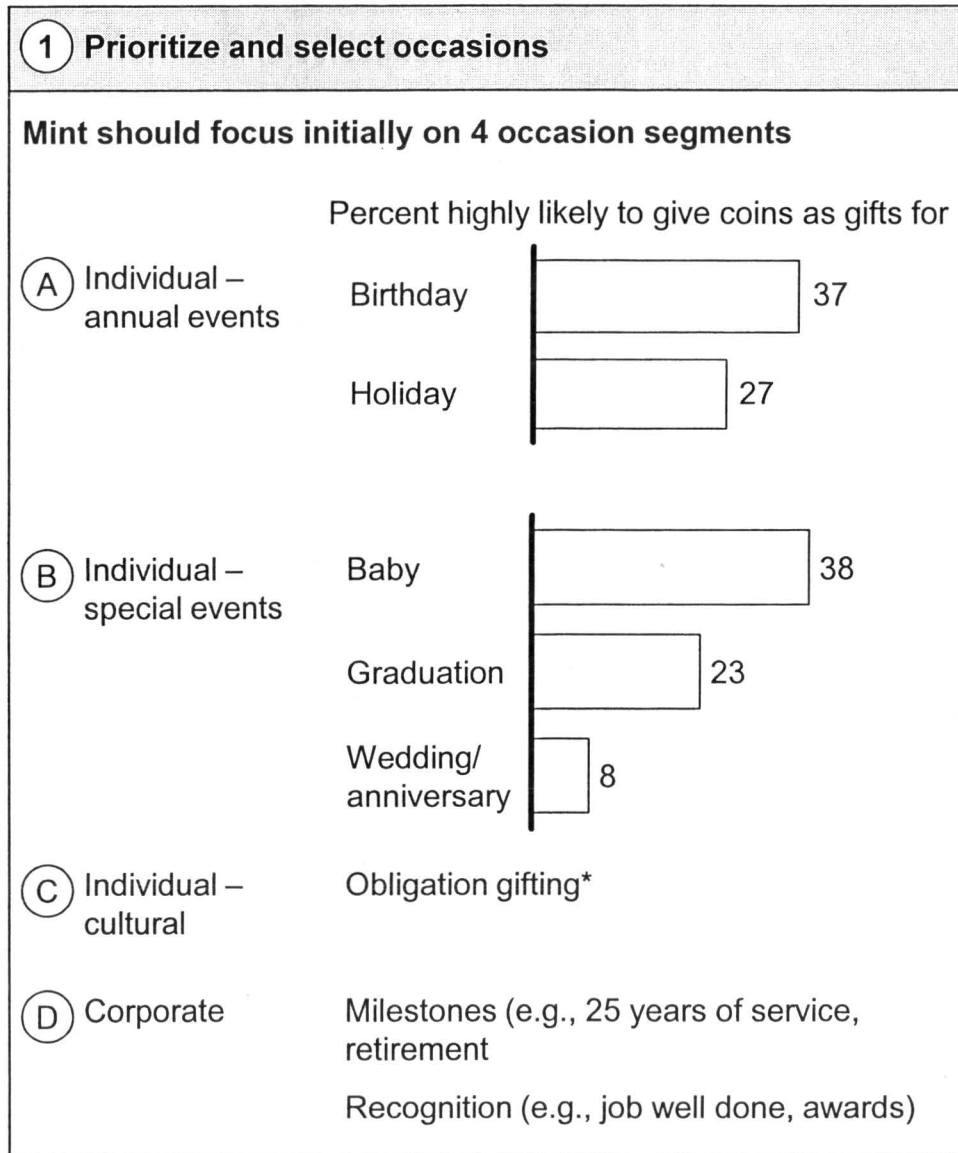 1 Prioritize and select occasions
Mint should focus initially on 4 occasion segments
Percent highly likely to give coins as gifts for
A Individual –
annual events
Birthday 37
Holiday 27
B Individual –
special events
Baby 38
Graduation 23
Wedding/
anniversary 8
C Individual –
cultural
Obligation gifting*
D Corporate
Milestones (e.g., 25 years of service,
retirement
Recognition (e.g., job well done, awards)